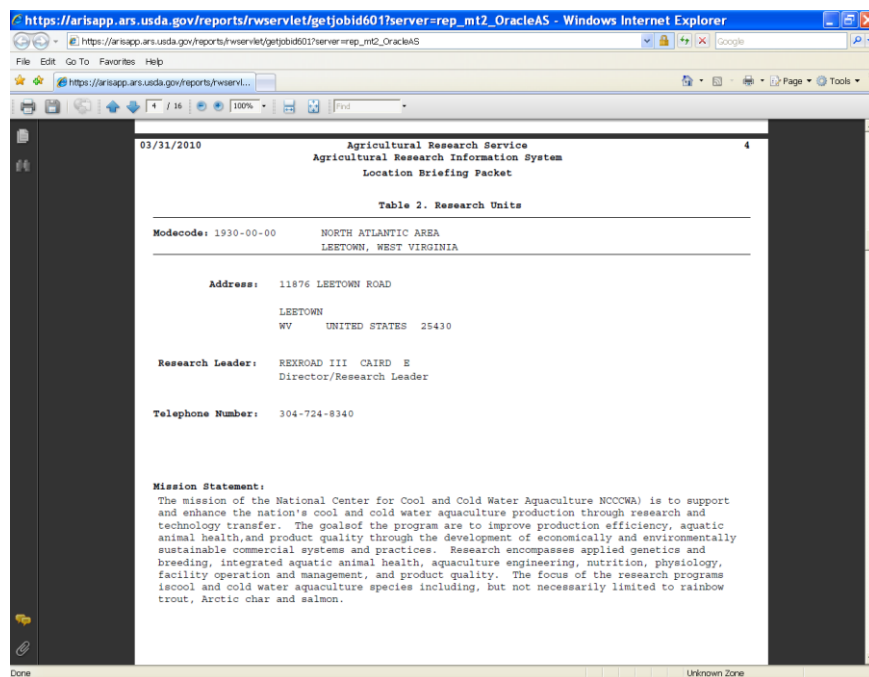 https://arisapp.ars.usda.gov/reports/rwservlet/getjobid601?server=rep_mt2_OracleAS - Windows Internet Explorer
https://arisapp.ars.usda.gov/reports/rwservlet/getjobid601?server=rep_mt2_OracleAS
Google
File Edit Go To Favorites Help
https://arisapp.ars.usda.gov/reports/rwservl...
Page Tools
4 / 16 100% Find
03/31/2010 Agricultural Research Service 4
Agricultural Research Information System
Location Briefing Packet
Table 2. Research Units
Modecode: 1930-00-00 NORTH ATLANTIC AREA
LEETOWN, WEST VIRGINIA
Address: 11876 LEETOWN ROAD
LEETOWN
WV UNITED STATES 25430
Research Leader: REXROAD III CAIRD E
Director/Research Leader
Telephone Number: 304-724-8340
Mission Statement:
The mission of the National Center for Cool and Cold Water Aquaculture NCCCWA) is to support
and enhance the nation's cool and cold water aquaculture production through research and
technology transfer. The goalsof the program are to improve production efficiency, aquatic
animal health,and product quality through the development of economically and environmentally
sustainable commercial systems and practices. Research encompasses applied genetics and
breeding, integrated aquatic animal health, aquaculture engineering, nutrition, physiology,
facility operation and management, and product quality. The focus of the research programs
iscool and cold water aquaculture species including, but not necessarily limited to rainbow
trout, Arctic char and salmon.
Done Unknown Zone